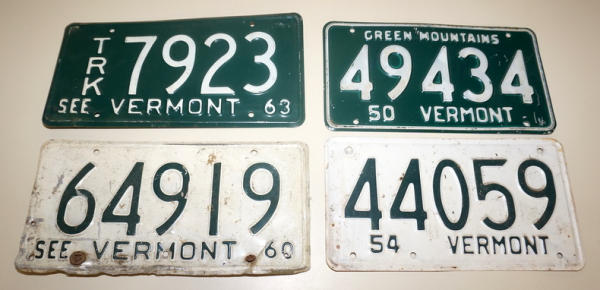 TRK 7923
SEE VERMONT 63
GREEN MOUNTAINS
49434
50 VERMONT
64919
SEE VERMONT 60
44059
54 VERMONT